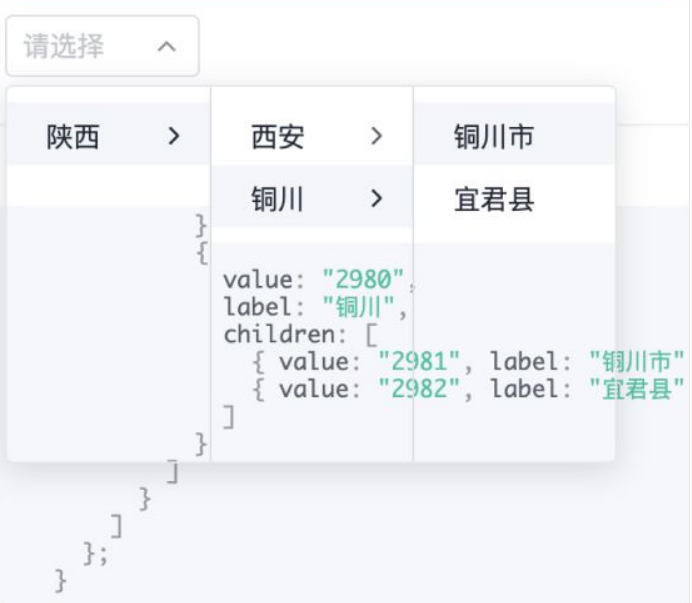 请选择
陕西 > 西安 > 铜川市
铜川 > 宜君县
}
{
value: "2980",
label: "铜川",
children: [
{ value: "2981", label: "铜川市"
{ value: "2982", label: "宜君县"
]
}
]
}
]
};
}